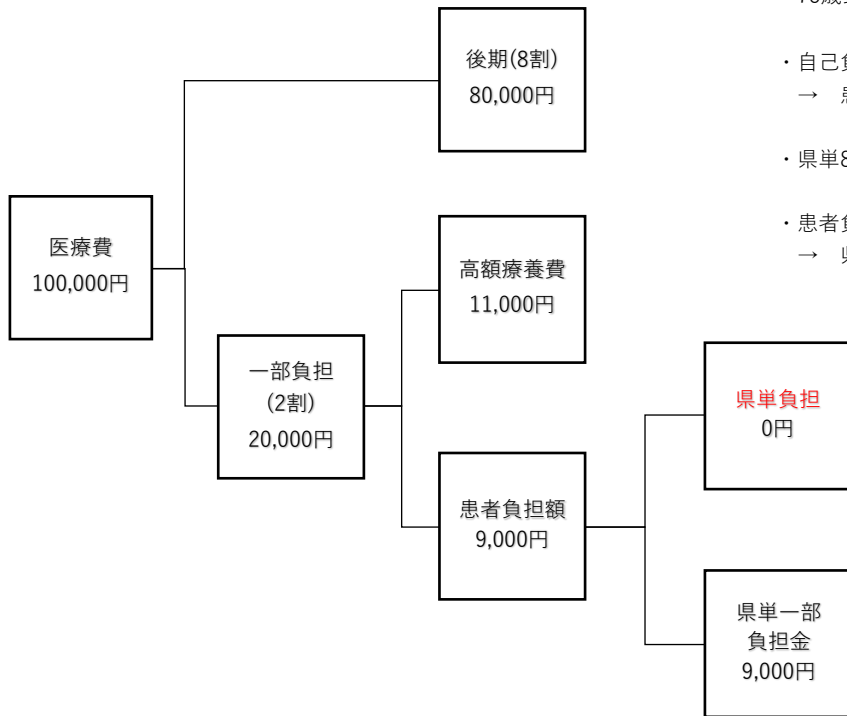 後期(8割)
80,000円
・自己負
→
・県単8
・患者負
→
医療費
100,000円
高額療養費
11,000円
一部負担
(2割)
20,000円
県単負担
0円
患者負担額
9,000円
県単一部
負担金
9,000円